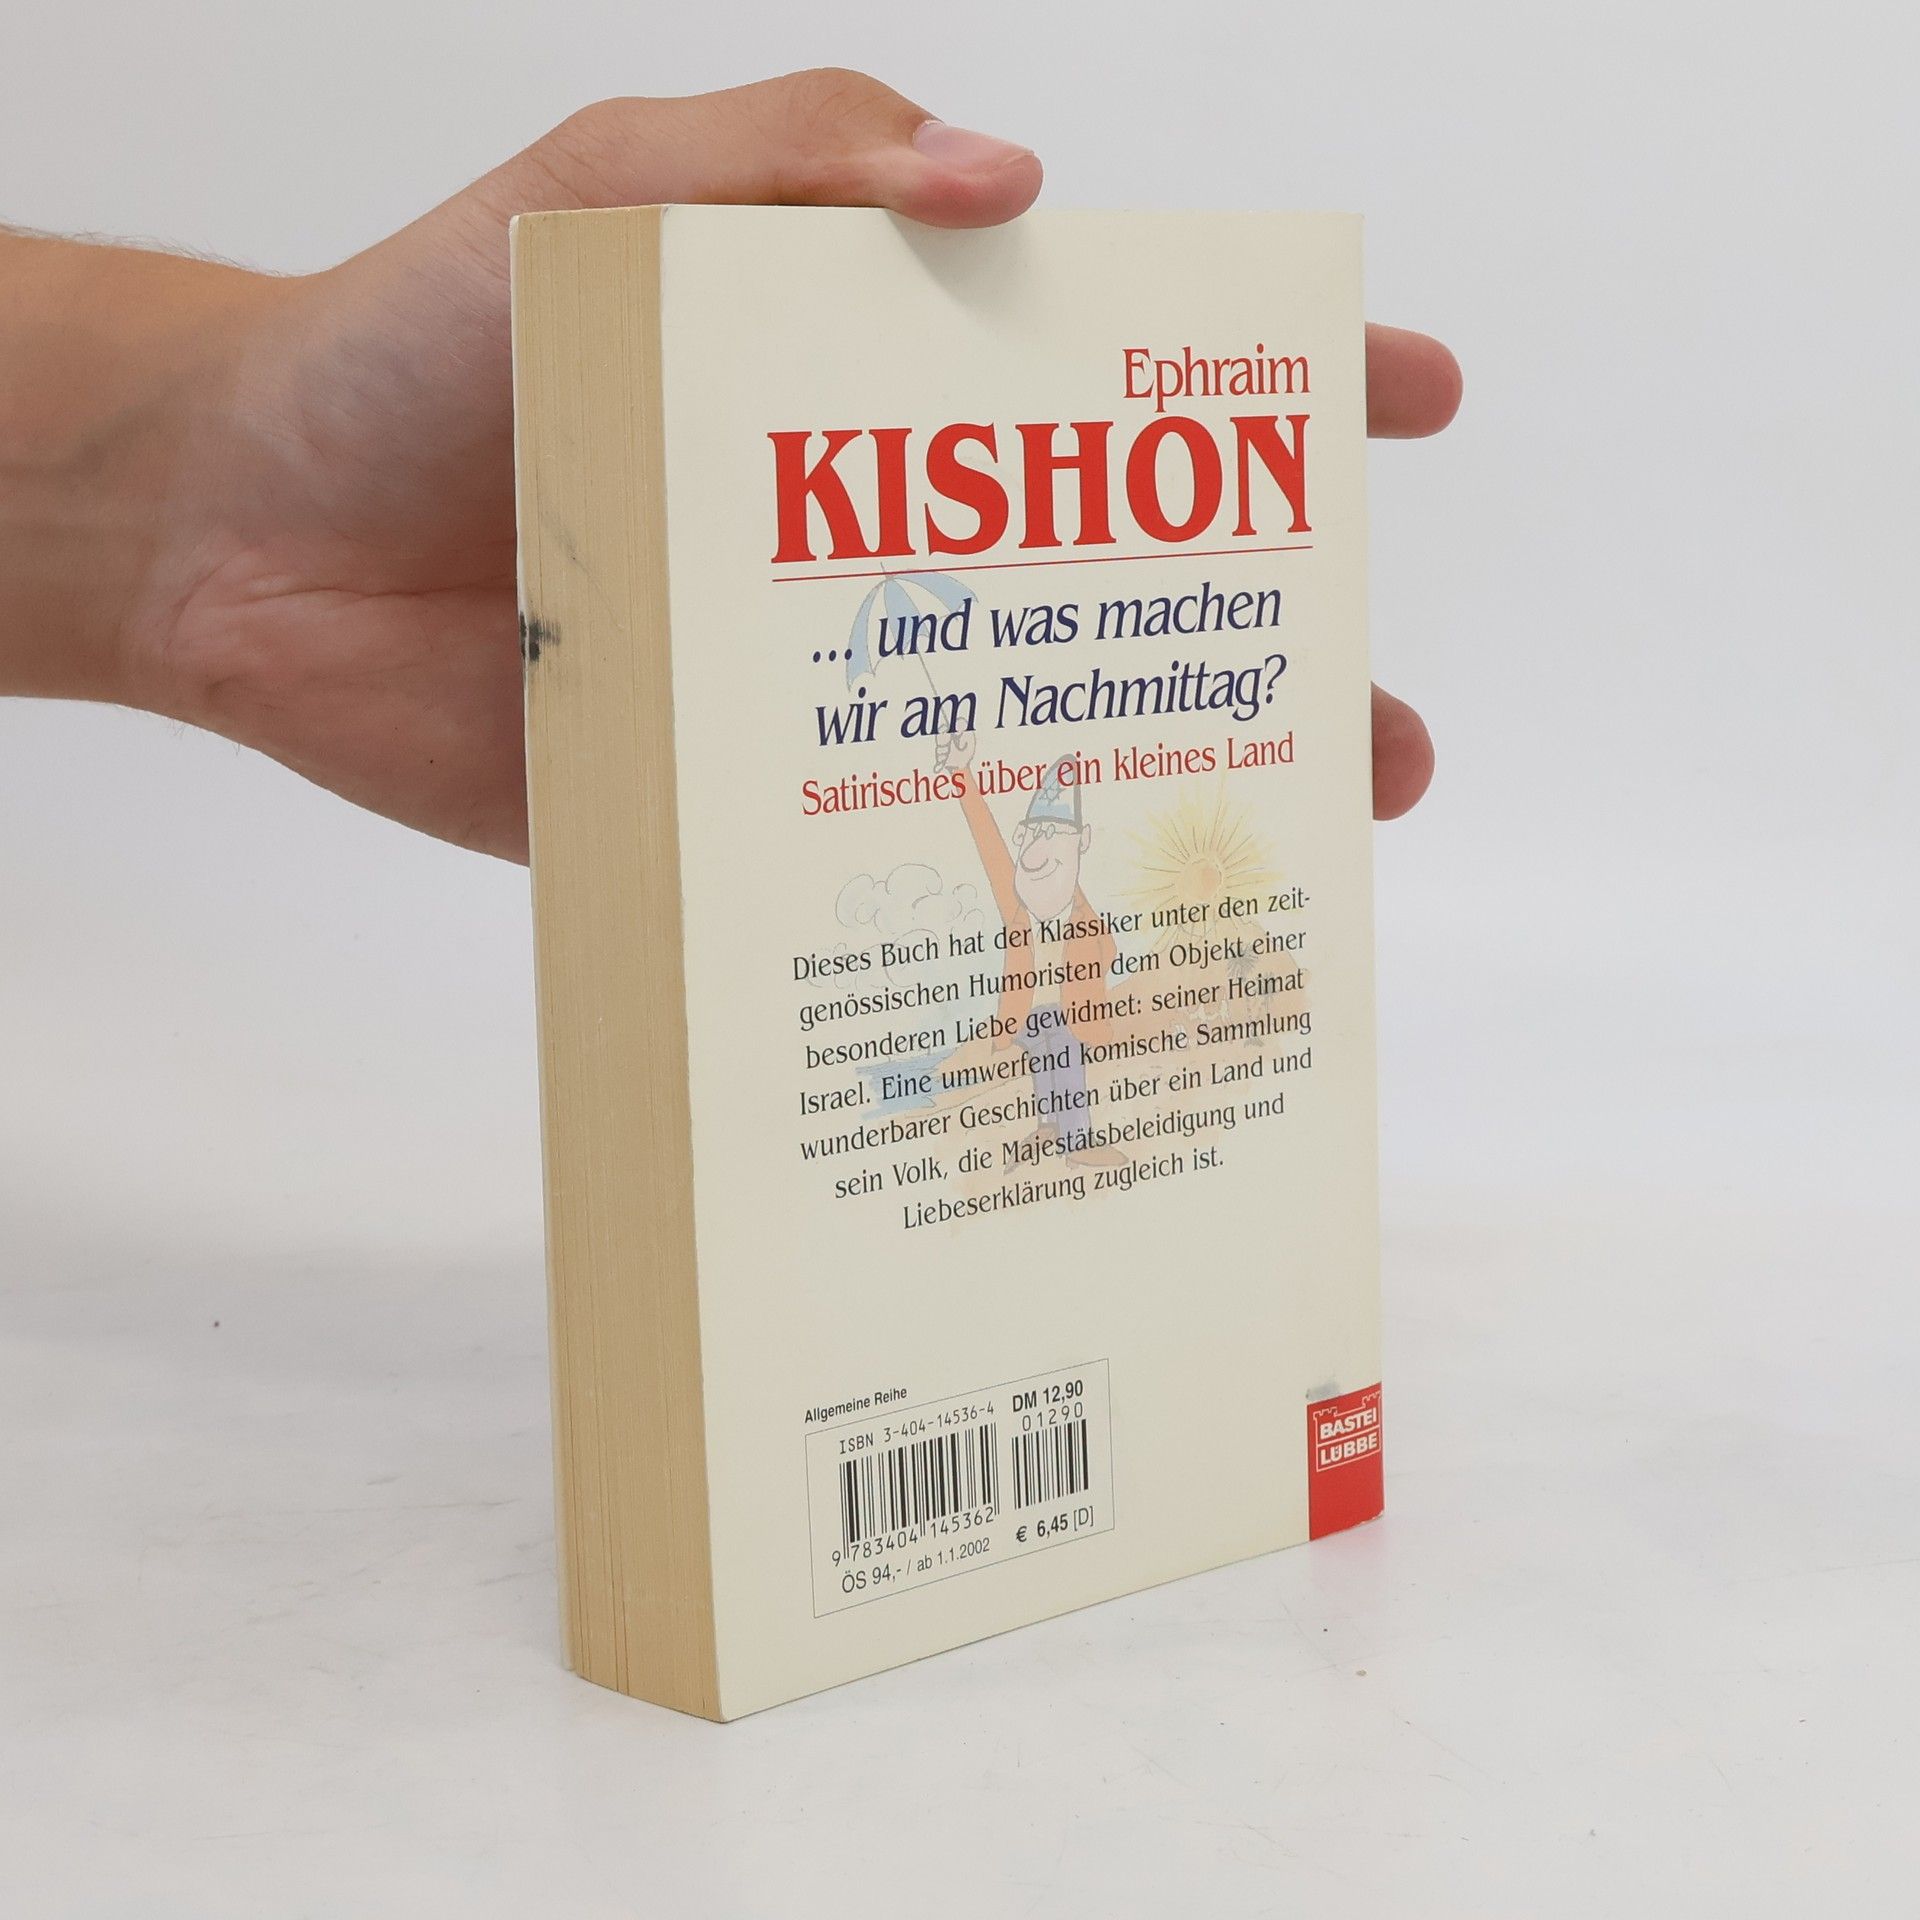 Ephraim
KISHON
... und was machen
wir am Nachmittag?
Satirisches über ein kleines Land
Dieses Buch hat der Klassiker unter den zeit-
genössischen Humoristen dem Objekt einer
besonderen Liebe gewidmet: seiner Heimat
Israel. Eine umwerfend komische Sammlung
wunderbarer Geschichten über ein Land und
sein Volk, die Majestätsbeleidigung und
Liebeserklärung zugleich ist.
Allgemeine Reihe
ISBN 3-404-14536-4
DM 12,90
01290
9 783404 145362
ÖS 94,- / ab 1.1.2002
€ 6,45 [D]
BASTEI
LÜBBE